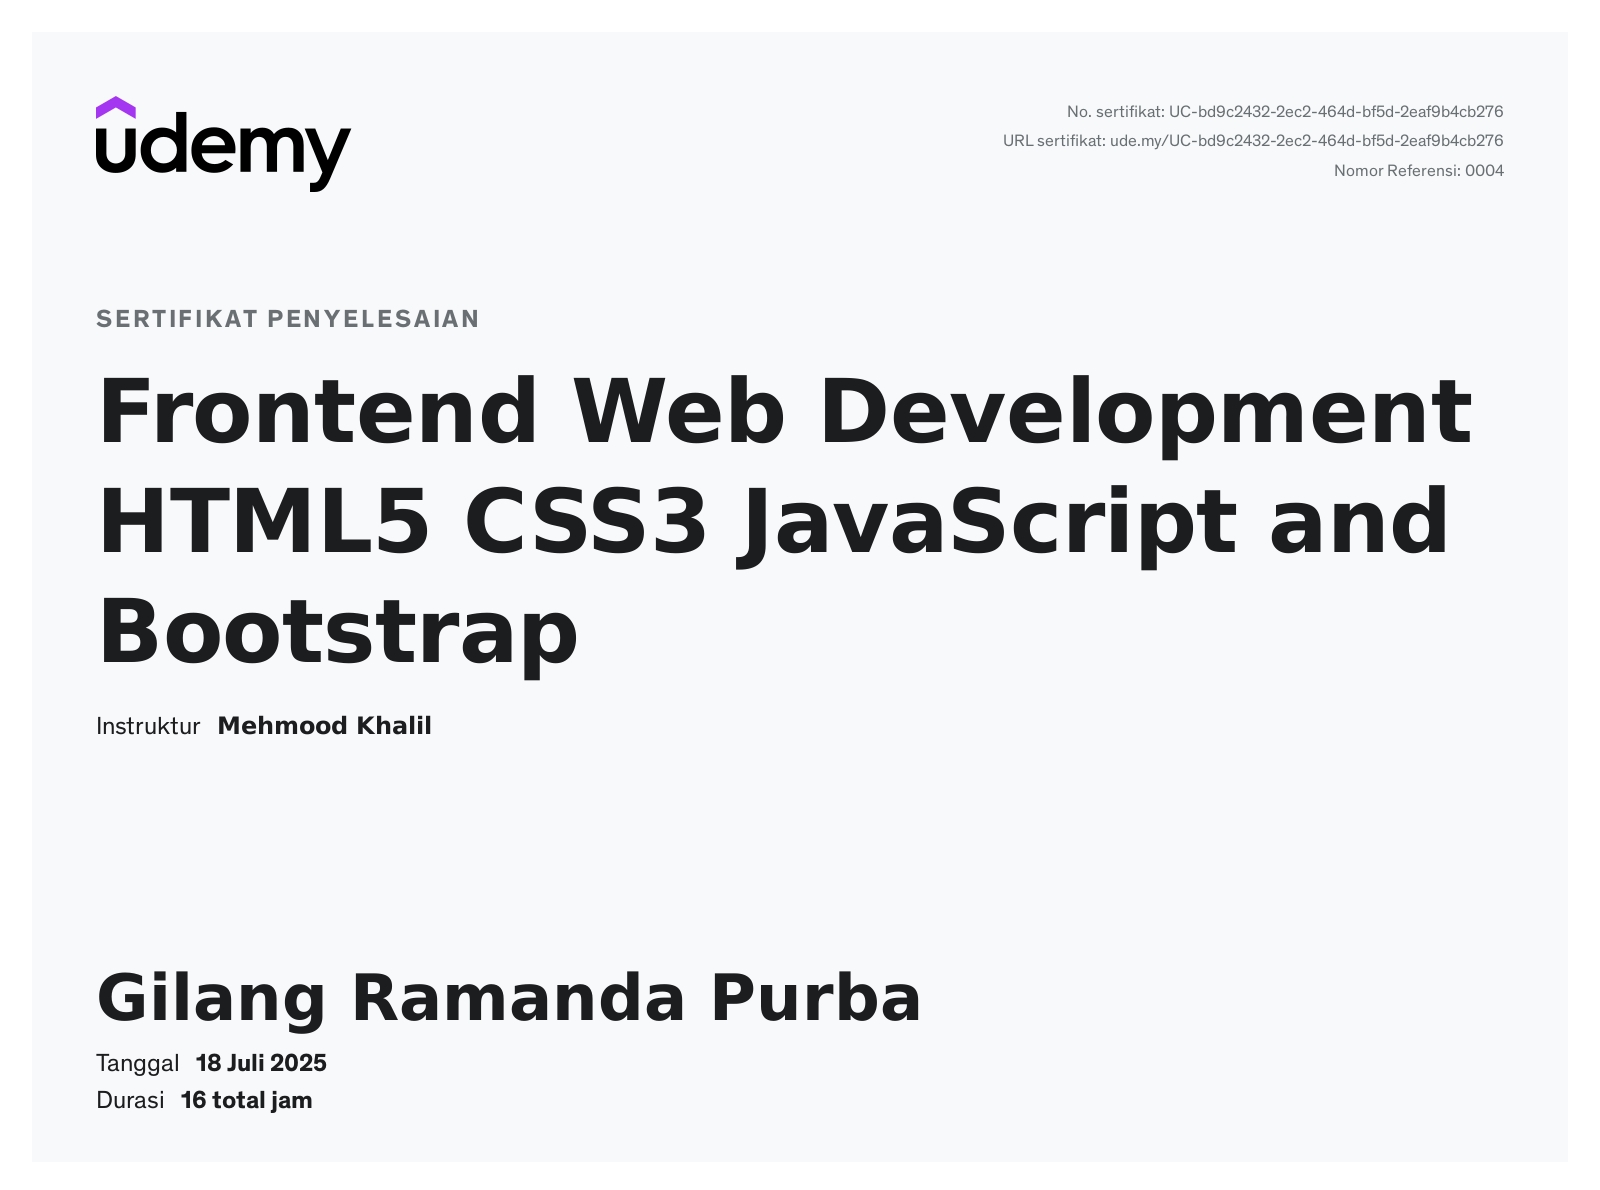 udemy
No. sertifikat: UC-bd9c2432-2ec2-464d-bf5d-2eaf9b4cb276
URL sertifikat: ude.my/UC-bd9c2432-2ec2-464d-bf5d-2eaf9b4cb276
Nomor Referensi: 0004
SERTIFIKAT PENYELESAIAN
Frontend Web Development
HTML5 CSS3 JavaScript and
Bootstrap
Instruktur Mehmood Khalil
Gilang Ramanda Purba
Tanggal 18 Juli 2025
Durasi 16 total jam